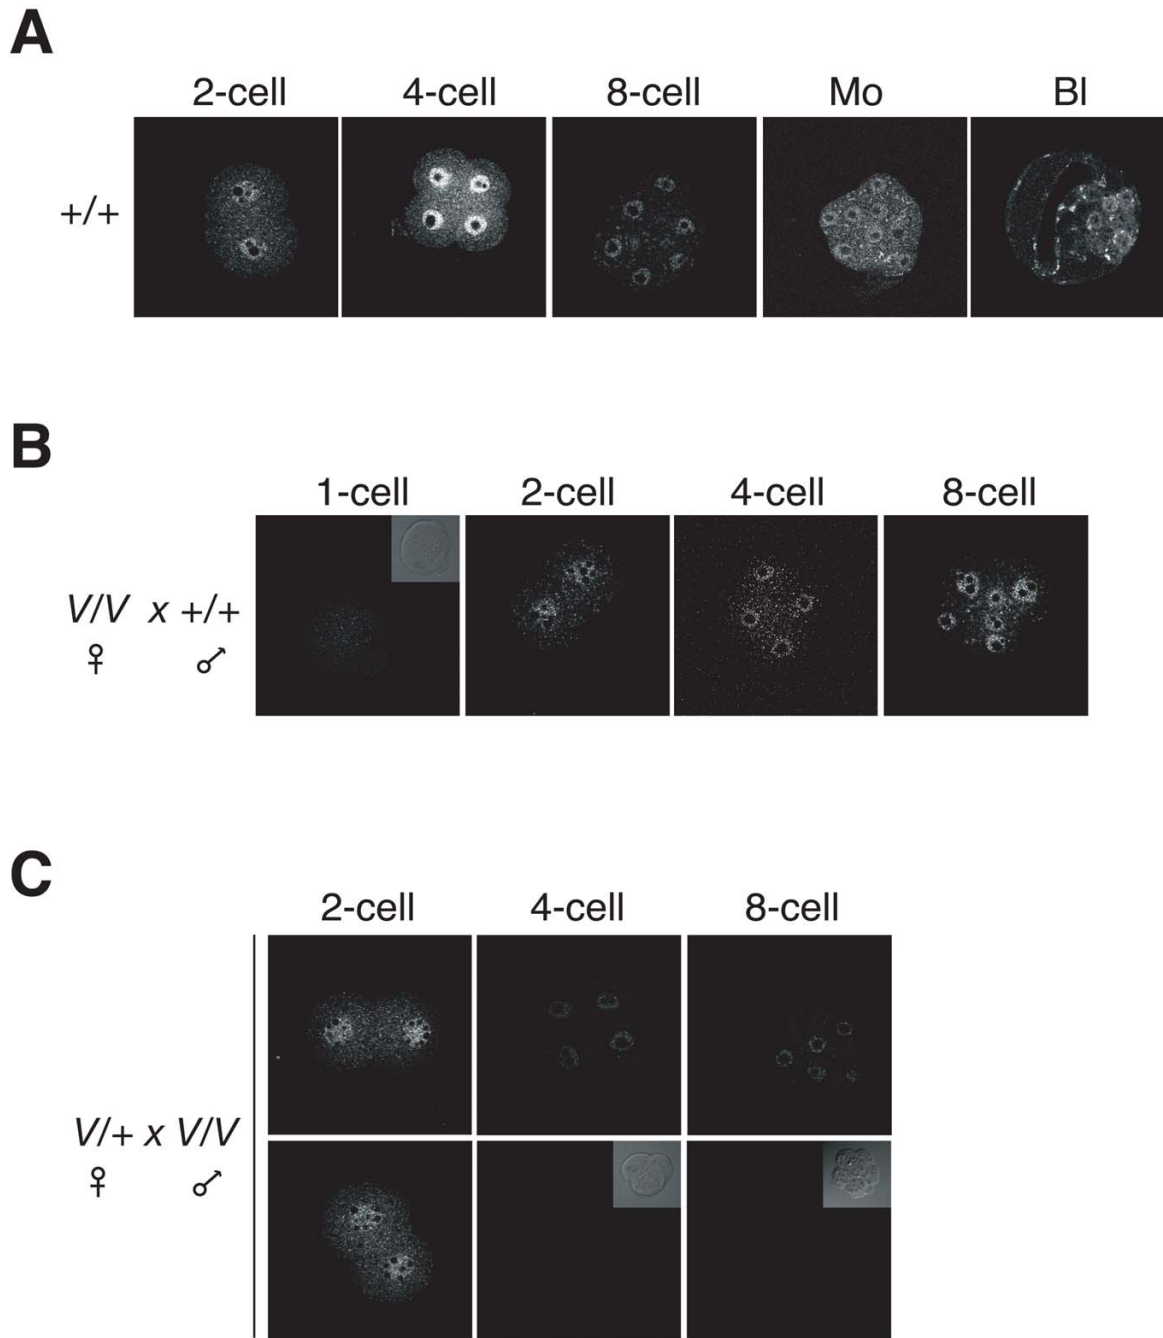 A
2-cell 4-cell 8-cell Mo Bl
+/+
B
1-cell 2-cell 4-cell 8-cell
V/V x +/+
♀ ♂
C
2-cell 4-cell 8-cell
V/+ x V/V
♀ ♂